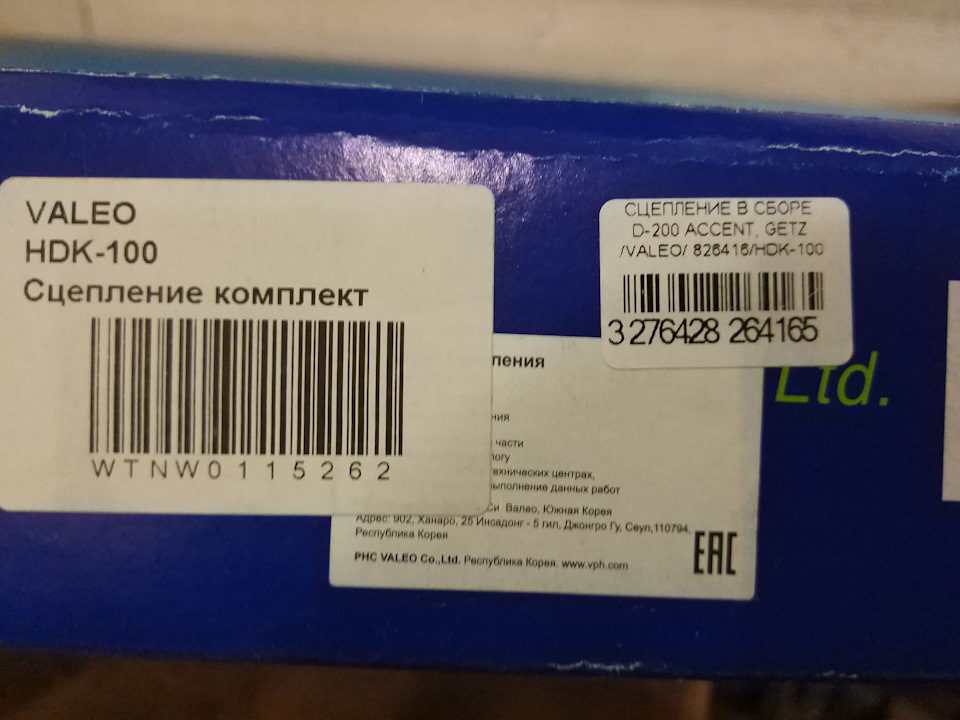 VALEO
HDK-100
Сцепление комплект
WTNW0115262
СЦЕПЛЕНИЕ В СБОРЕ
D-200 ACCENT, GETZ
/VALEO/ 826416/HDK-100
3 276428 264165
Ltd.
пления
ния
части
логу
ехнических центрах,
ыполнение данных работ
Си Валео, Южная Корея
Адрес: 902, Ханаро, 25 Инсадонг - 5 гил, Джонгро Гу, Сеул,110794,
Республика Корея
PHC VALEO Co.,Ltd. Республика Корея. www.vph.com
EAC